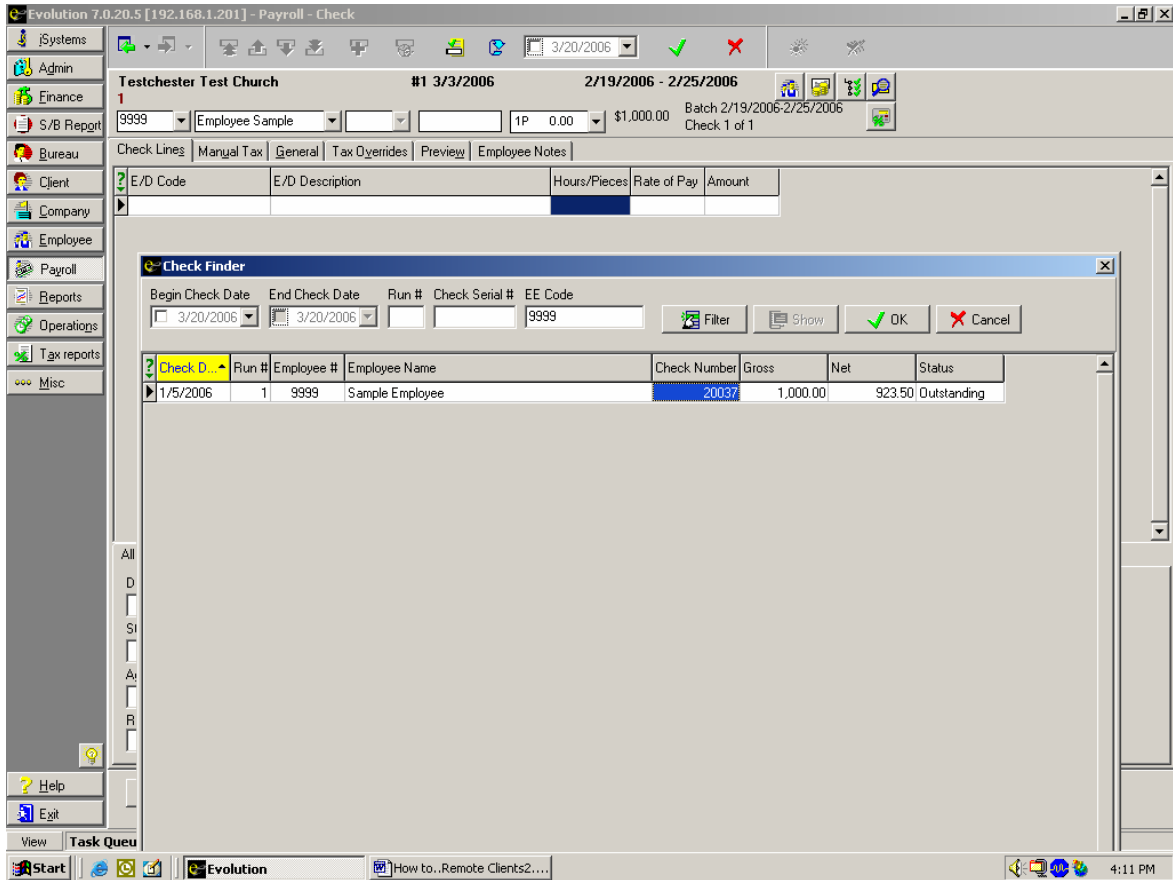 Evolution 7.0.20.5 [192.168.1.201] - Payroll - Check
iSystems
3/20/2006
Admin
Testchester Test Church #1 3/3/2006 2/19/2006 - 2/25/2006
1
Finance
Batch 2/19/2006-2/25/2006
S/B Report
9999 Employee Sample 1P 0.00 $1,000.00
Check 1 of 1
Bureau
Check Lines Manual Tax General Tax Overrides Preview Employee Notes
Client
? E/D Code E/D Description Hours/Pieces Rate of Pay Amount
Company
Employee
Payroll
Check Finder
Reports
Begin Check Date End Check Date Run # Check Serial # EE Code
Operations
3/20/2006 3/20/2006 9999 Filter Show OK Cancel
Tax reports
? Check D... Run # Employee # Employee Name Check Number Gross Net Status
Misc
1/5/2006 1 9999 Sample Employee 20037 1,000.00 923.50 Outstanding
All
D
A
R
Help
Exit
View Task Queu
Start Evolution How to..Remote Clients2.... 4:11 PM